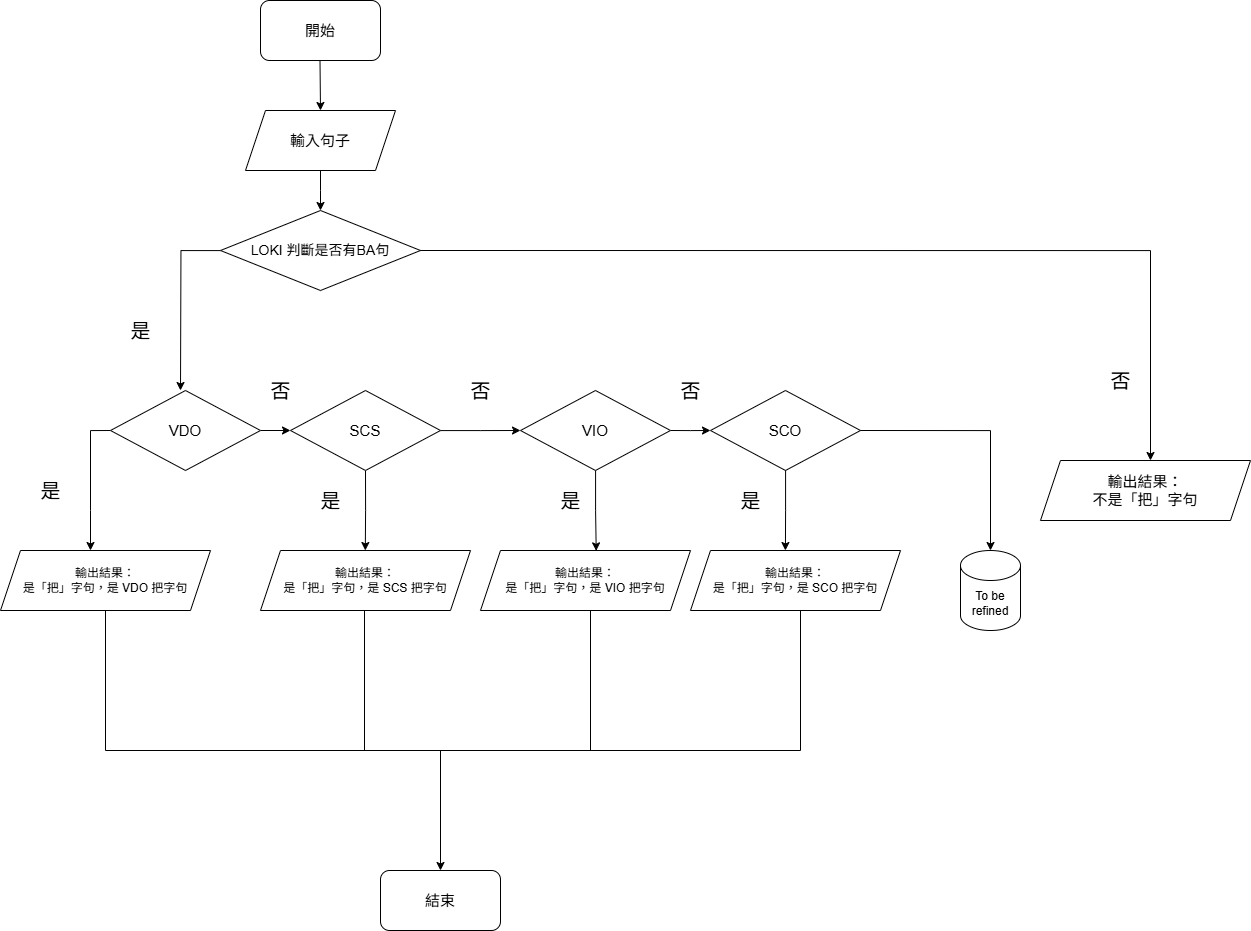 開始
輸入句子
LOKI 判斷是否有BA句
是
否
否
否
否
VDO
SCS
VIO
SCO
是
是
是
是
輸出結果：
不是「把」字句
輸出結果：
是「把」字句，是 VDO 把字句
輸出結果：
是「把」字句，是 SCS 把字句
輸出結果：
是「把」字句，是 VIO 把字句
輸出結果：
是「把」字句，是 SCO 把字句
To be
refined
結束